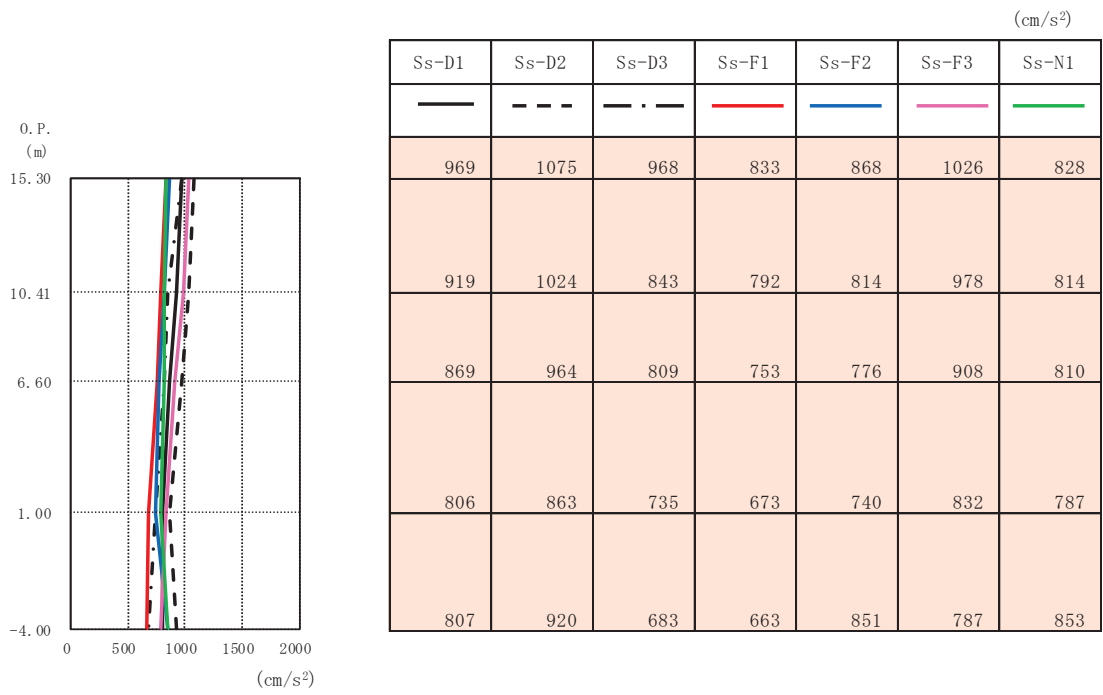 (cm/s²)
Ss-D1 Ss-D2 Ss-D3 Ss-F1 Ss-F2 Ss-F3 Ss-N1
O.P.
(m)
969 1075 968 833 868 1026 828
15.30
919 1024 843 792 814 978 814
10.41
869 964 809 753 776 908 810
6.60
806 863 735 673 740 832 787
1.00
807 920 683 663 851 787 853
-4.00
0 500 1000 1500 2000
(cm/s²)